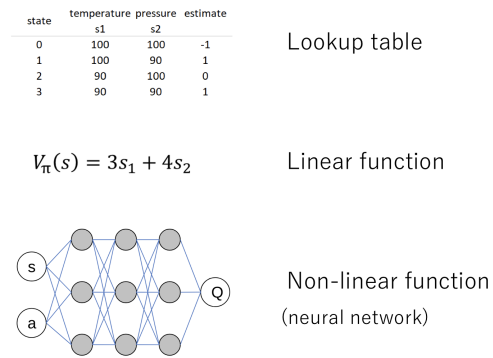 state temperature pressure estimate
s1 s2
0 100 100 -1
1 100 90 1
2 90 100 0
3 90 90 1
Lookup table
Vπ(s) = 3s1 + 4s2
Linear function
s
a
Q
Non-linear function
(neural network)